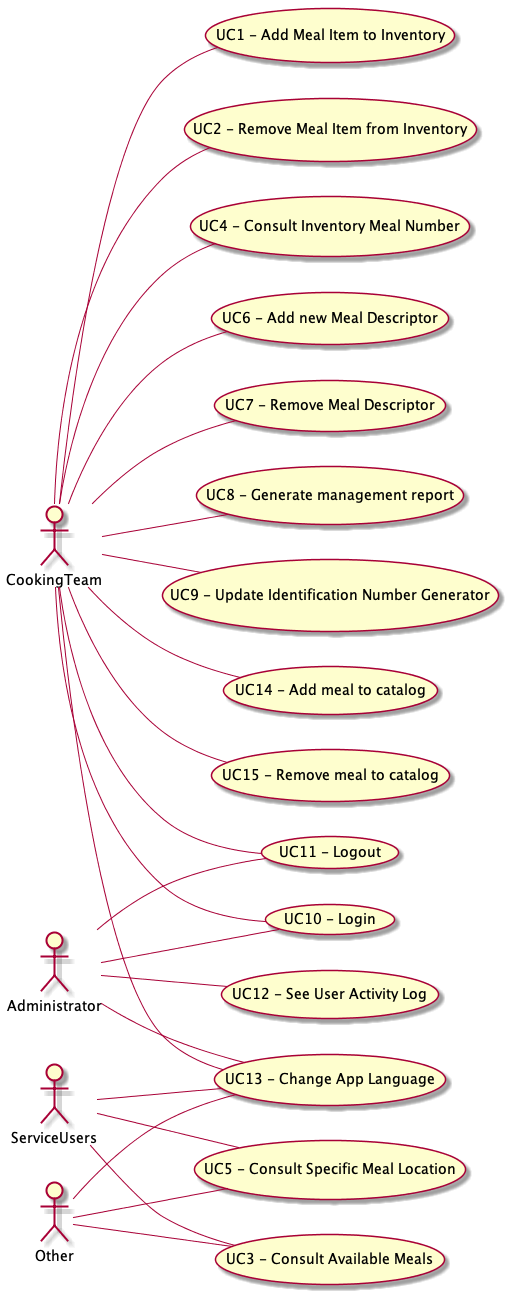 UC1 – Add Meal Item to Inventory
UC2 – Remove Meal Item from Inventory
UC4 – Consult Inventory Meal Number
UC6 – Add new Meal Descriptor
UC7 – Remove Meal Descriptor
UC8 – Generate management report
CookingTeam
UC9 – Update Identification Number Generator
UC14 – Add meal to catalog
UC15 – Remove meal to catalog
UC11 – Logout
UC10 – Login
UC12 – See User Activity Log
Administrator
UC13 – Change App Language
ServiceUsers
UC5 – Consult Specific Meal Location
Other
UC3 – Consult Available Meals